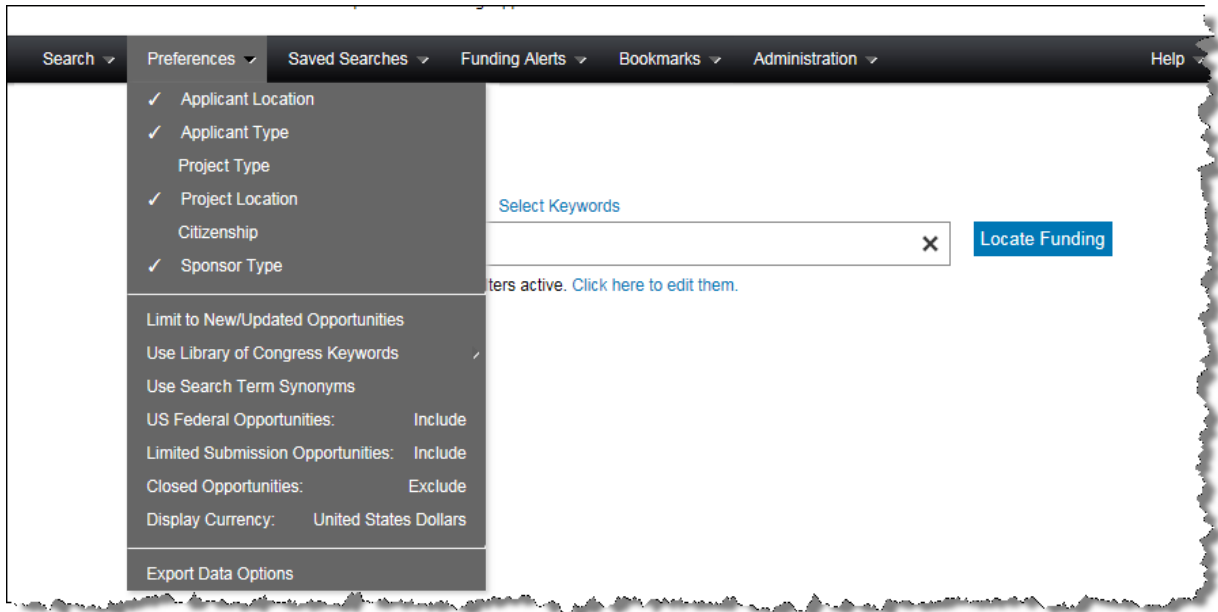 Search Preferences Saved Searches Funding Alerts Bookmarks Administration Help
✓ Applicant Location
✓ Applicant Type
Project Type
✓ Project Location
Citizenship
✓ Sponsor Type
Limit to New/Updated Opportunities
Use Library of Congress Keywords
Use Search Term Synonyms
US Federal Opportunities: Include
Limited Submission Opportunities: Include
Closed Opportunities: Exclude
Display Currency: United States Dollars
Export Data Options
Select Keywords
Locate Funding
ters active. Click here to edit them.